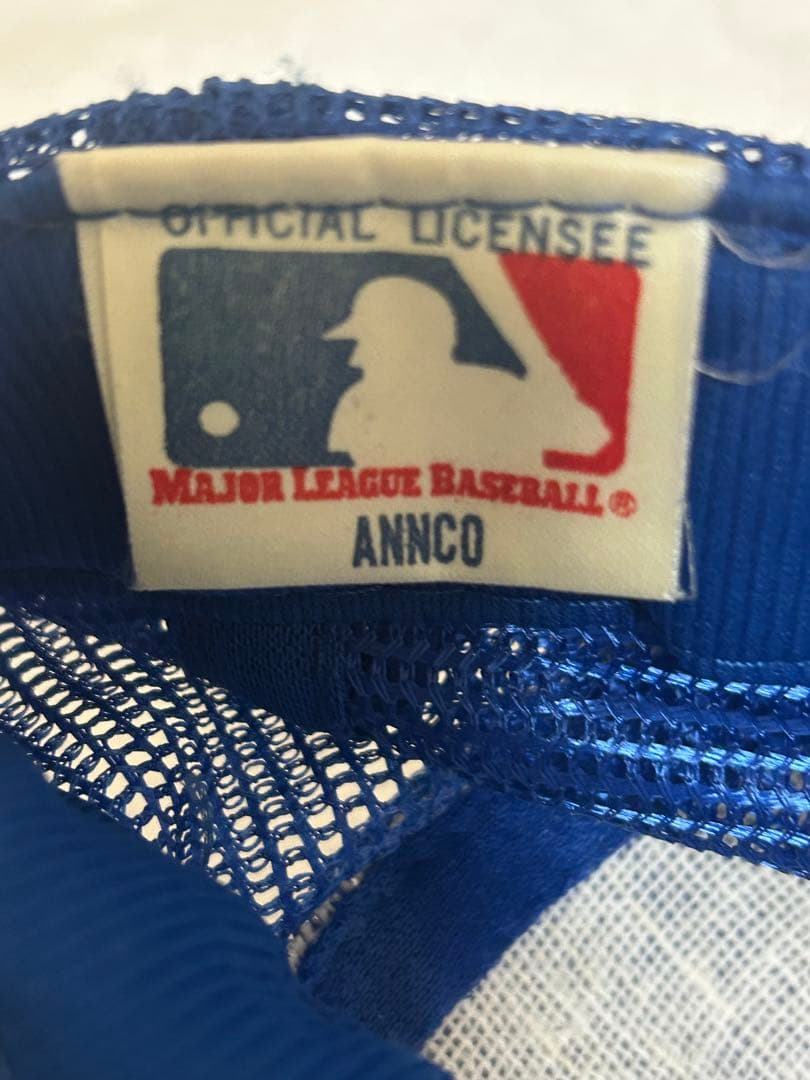 OFFICIAL LICENSEE
MAJOR LEAGUE BASEBALL®
ANNCO